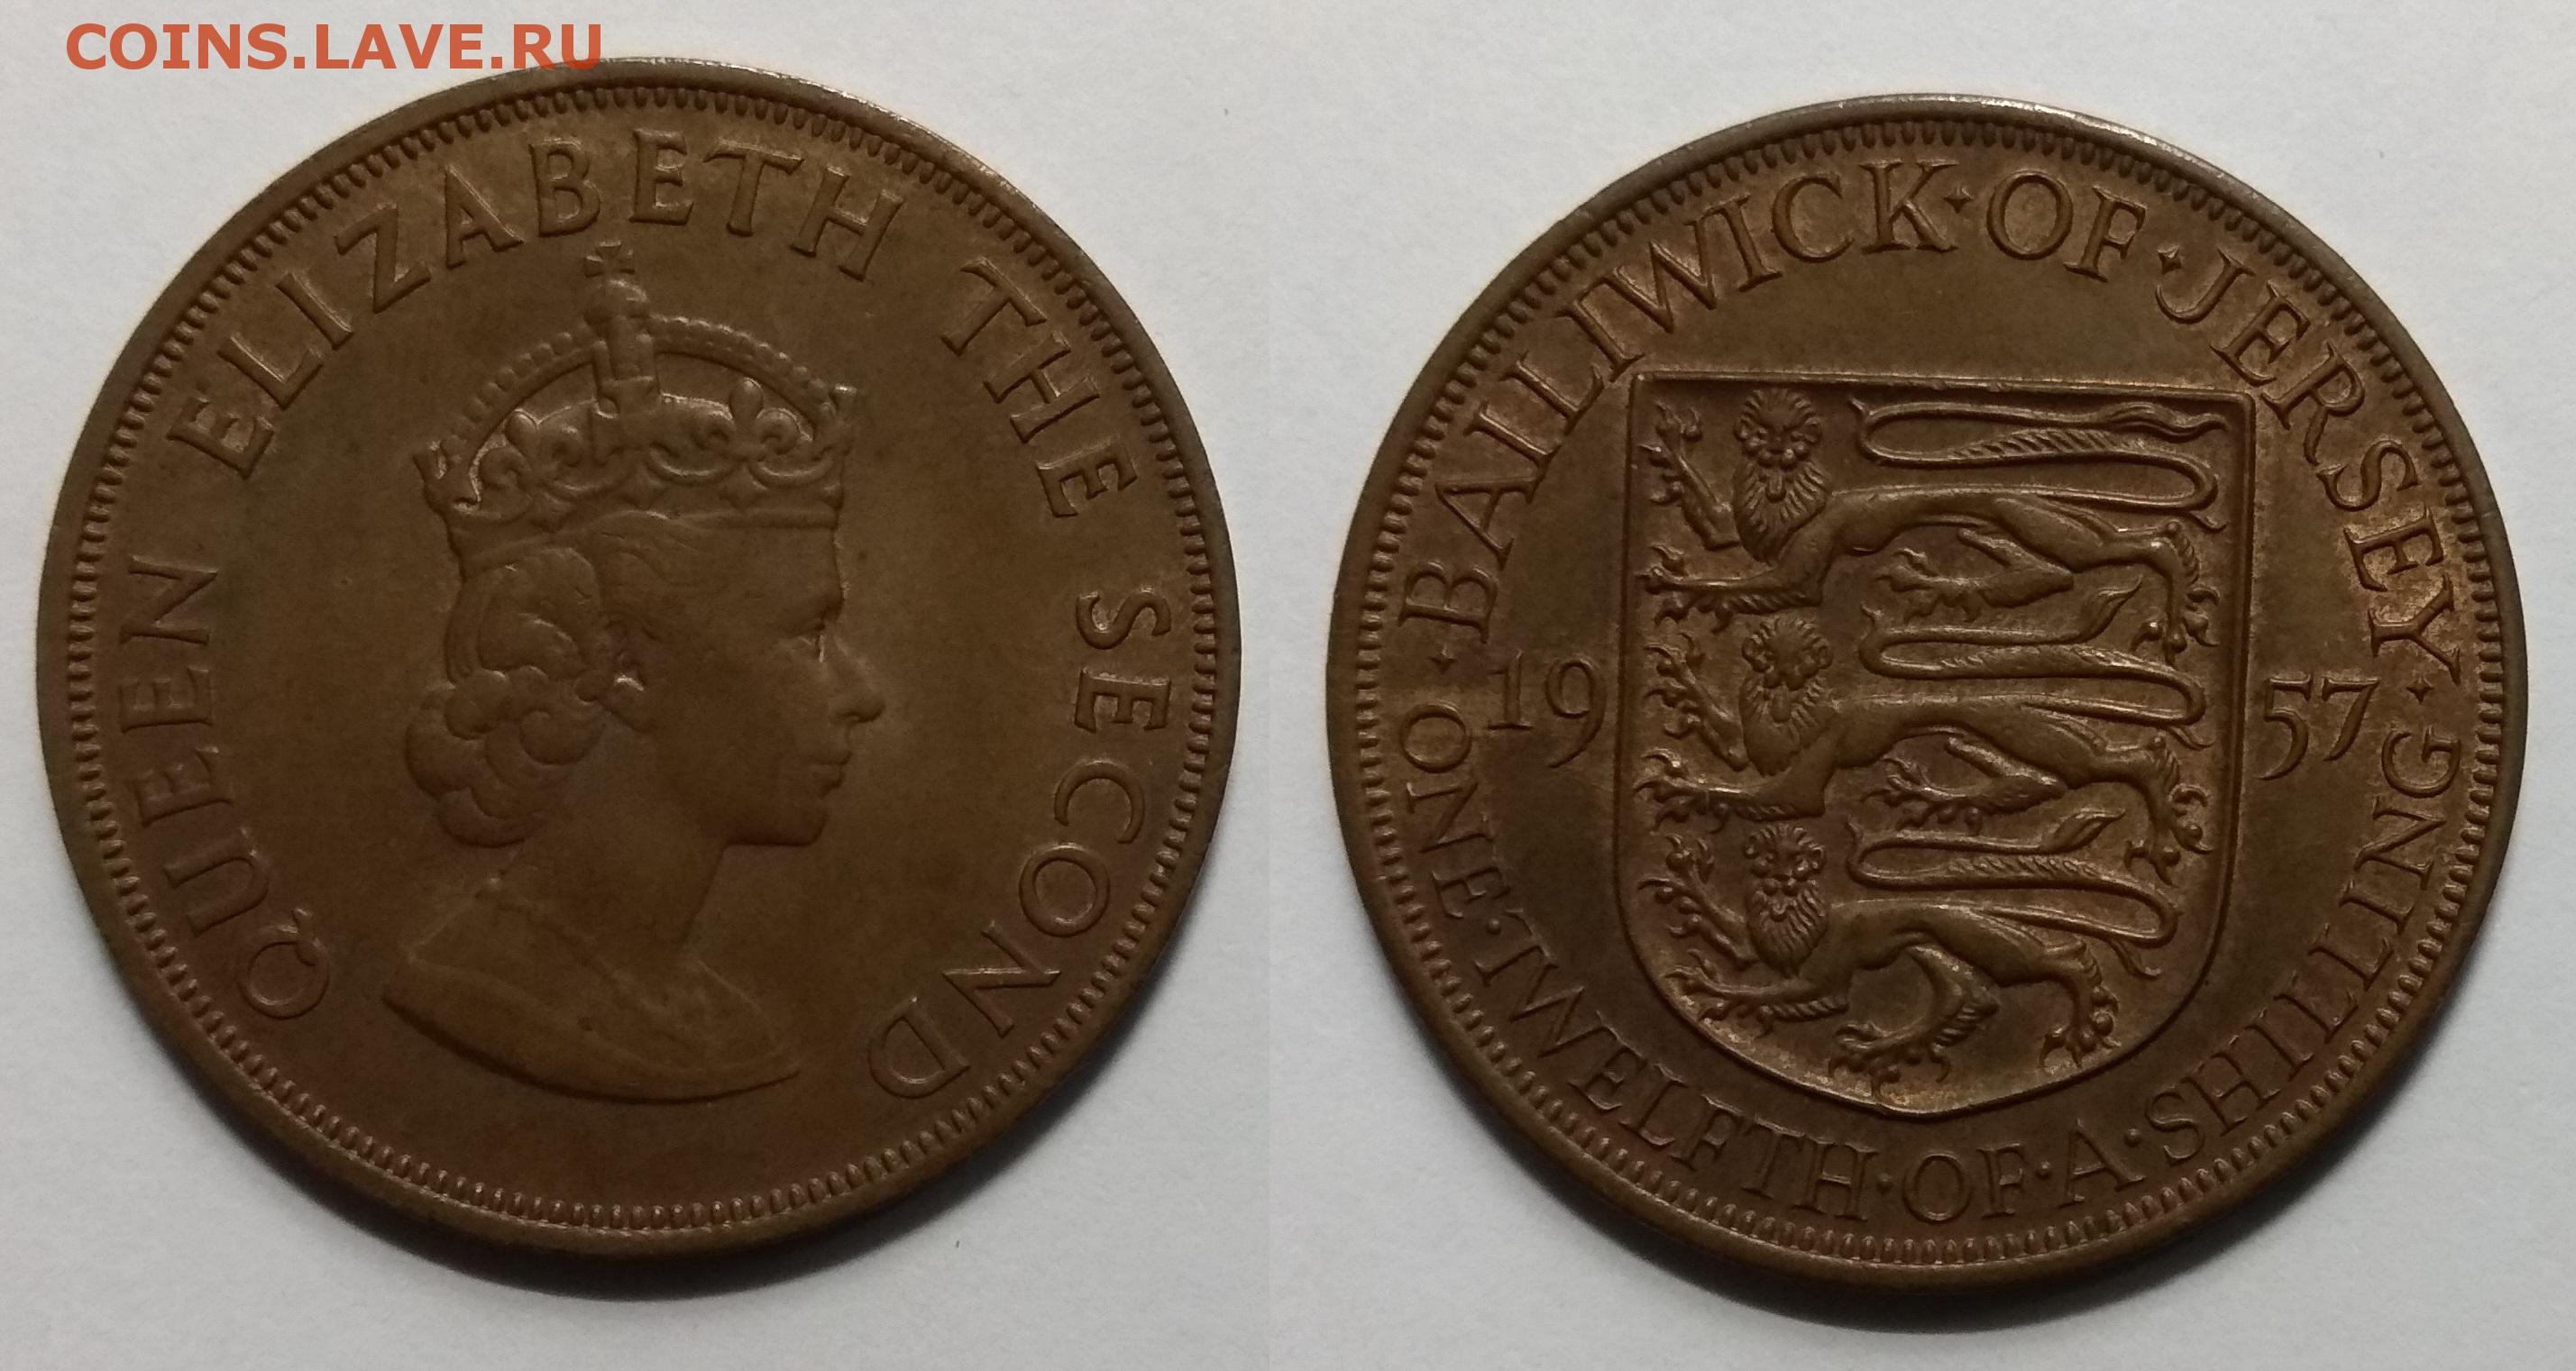 COINS.LAVE.RU
QUEEN ELIZABETH THE SECOND
BAILIWICK·OF·JERSEY
19 57
ONE·TWELFTH·OF·A·SHILLING